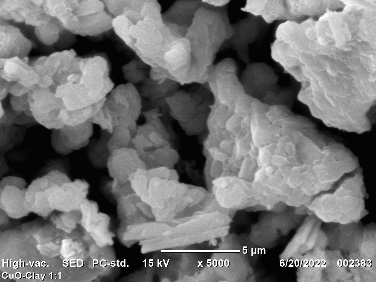 5 µm
High-vac. SED PC-std. 15 kV x 5000 6/20/2022 002383
CuO-Clay 1:1